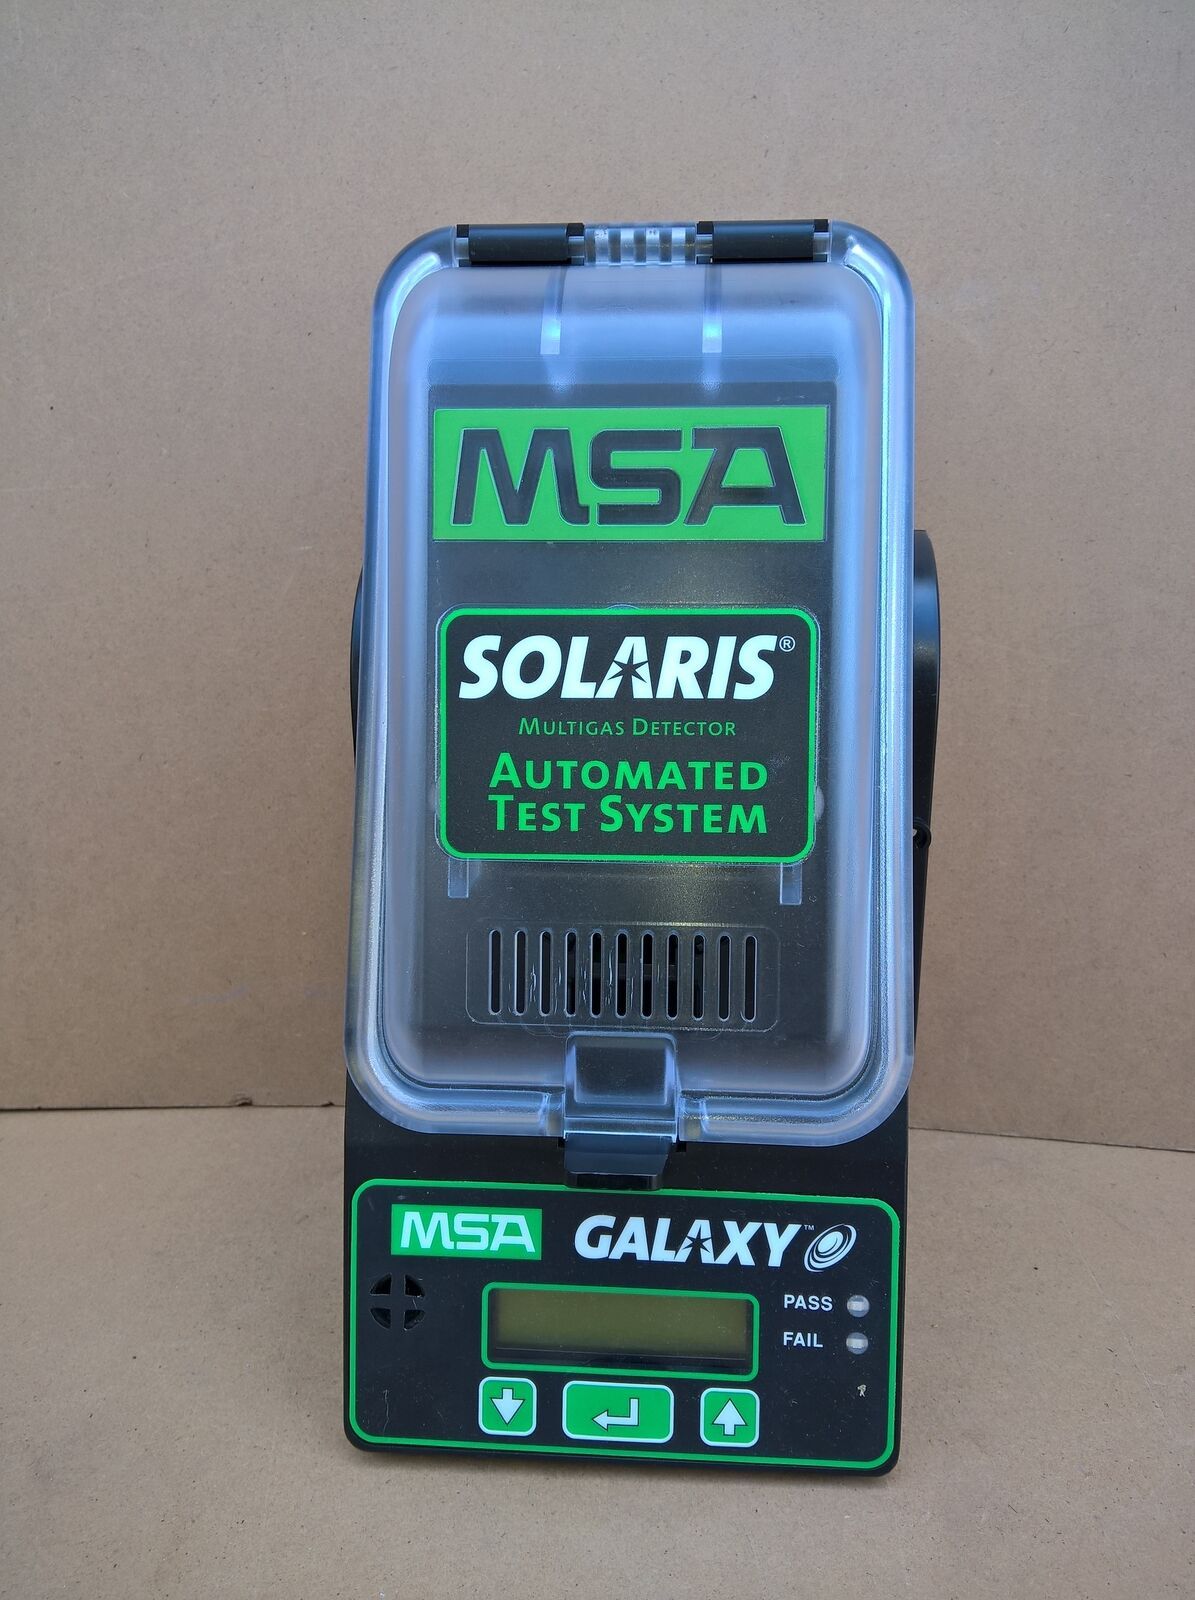 MSA
SOLARIS®
MULTIGAS DETECTOR
AUTOMATED
TEST SYSTEM
MSA GALAXY™
PASS
FAIL